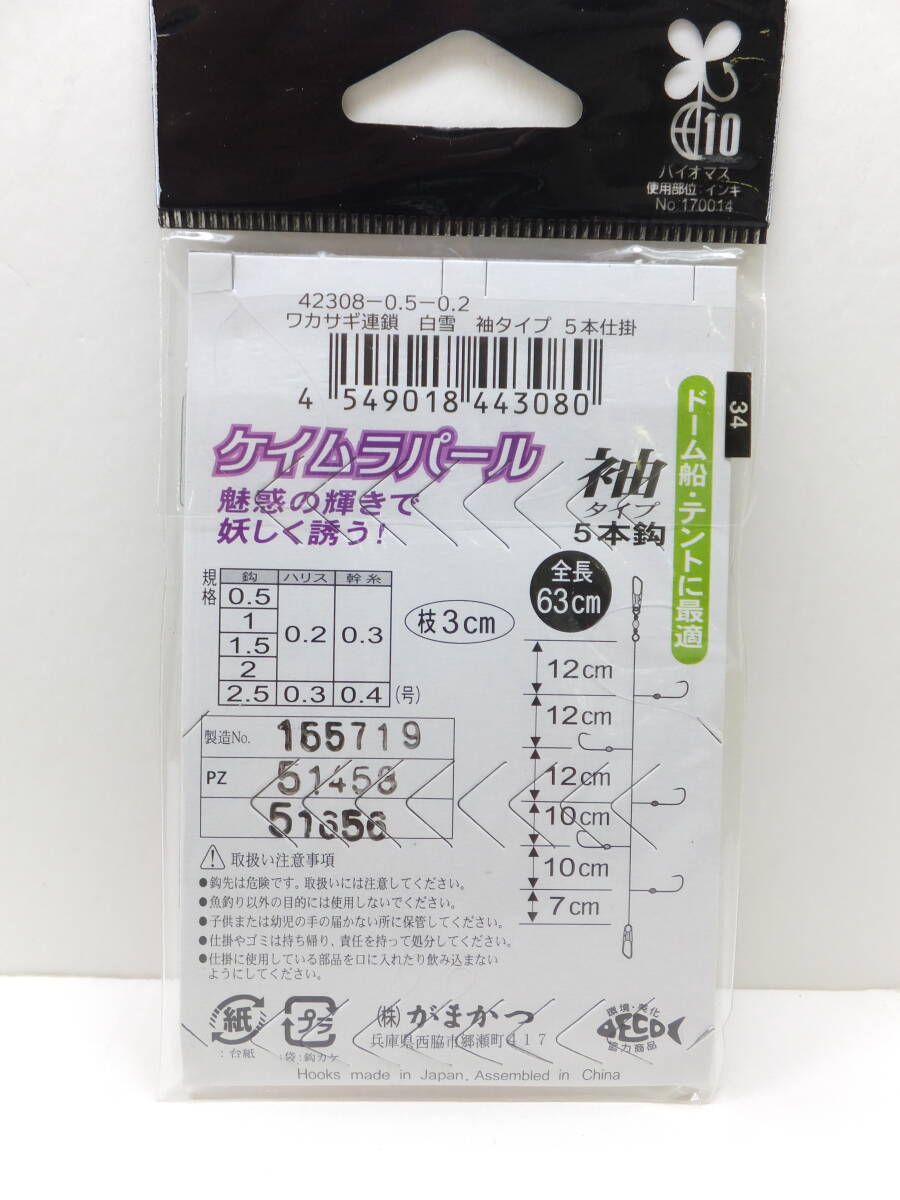 10
バイオマス
使用部位:インキ
No:170014
42308-0.5-0.2
ワカサギ連鎖 白雪 袖タイプ 5本仕掛
4 549018 443080
34
ドーム船・テントに最適
ケイムラパール
魅惑の輝きで
妖しく誘う!
袖
タイプ
5本鈎
規格
鈎 ハリス 幹糸
0.5
1
1.5
2
0.2 0.3
2.5 0.3 0.4 (号)
枝3cm
全長
63cm
12cm
12cm
12cm
10cm
10cm
7cm
製造No. 165719
PZ 51458
51656
取扱い注意事項
●鈎先は危険です。取扱いには注意してください。
●魚釣り以外の目的には使用しないでください。
●子供または幼児の手の届かない所に保管してください。
●仕掛やゴミは持ち帰り、責任を持って処分してください。
●仕掛に使用している部品を口に入れたり飲み込まない
ようにしてください。
紙
:台紙
プラ
:袋:鈎カケ
(株)がまかつ
兵庫県西脇市郷瀬町417
環境・美化
ECO
協力商品
Hooks made in Japan, Assembled in China